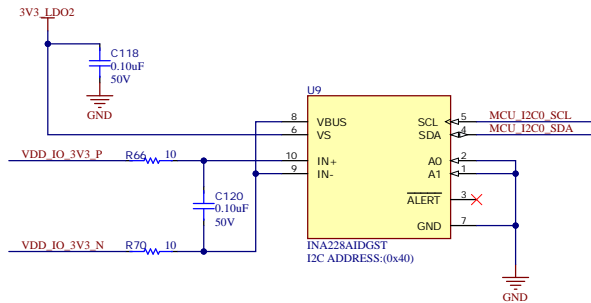 3V3_LDO2
C118
0.10uF
50V
GND
U9
8 VBUS SCL 5 MCU_I2C0_SCL
6 VS SDA 4 MCU_I2C0_SDA
VDD_IO_3V3_P R66 10 10 IN+ A0 2
9 IN- A1 1
C120
0.10uF
50V
ALERT 3
GND 7
VDD_IO_3V3_N R70 10
INA228AIDGST
I2C ADDRESS:(0x40)
GND